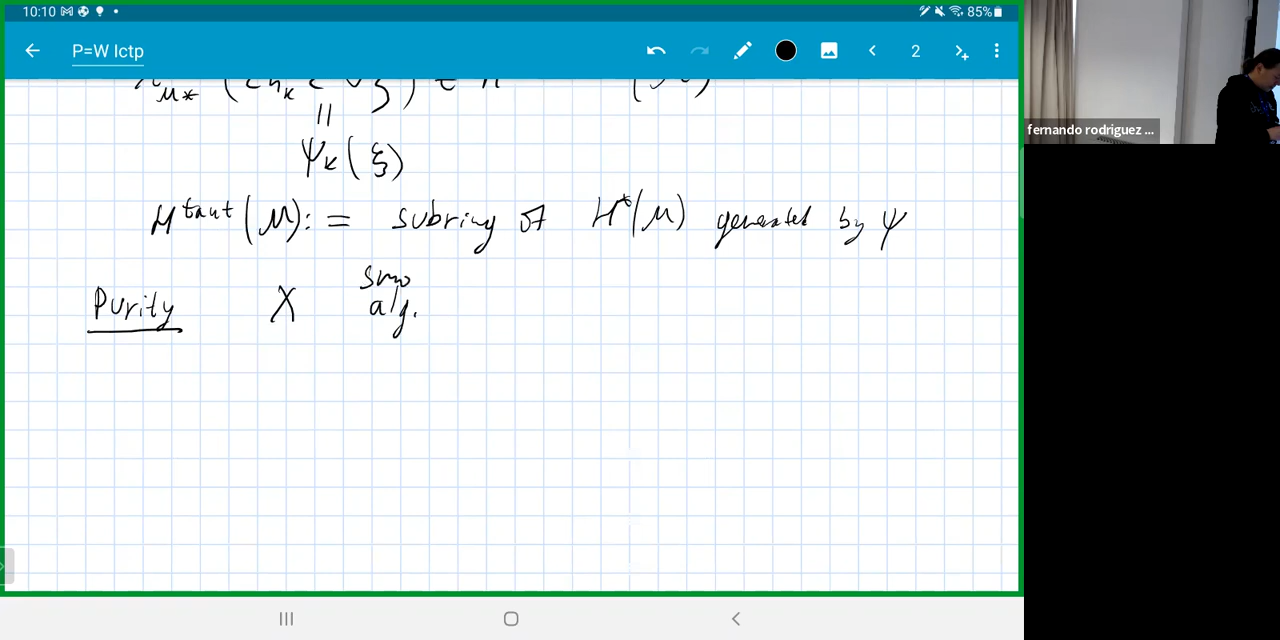 10:10
85%
P=W Ictp
2
ψ_k(ξ)
H^taut(M) := subring of H*(M) generated by ψ
Purity X smo
alg.
fernando rodriguez ...